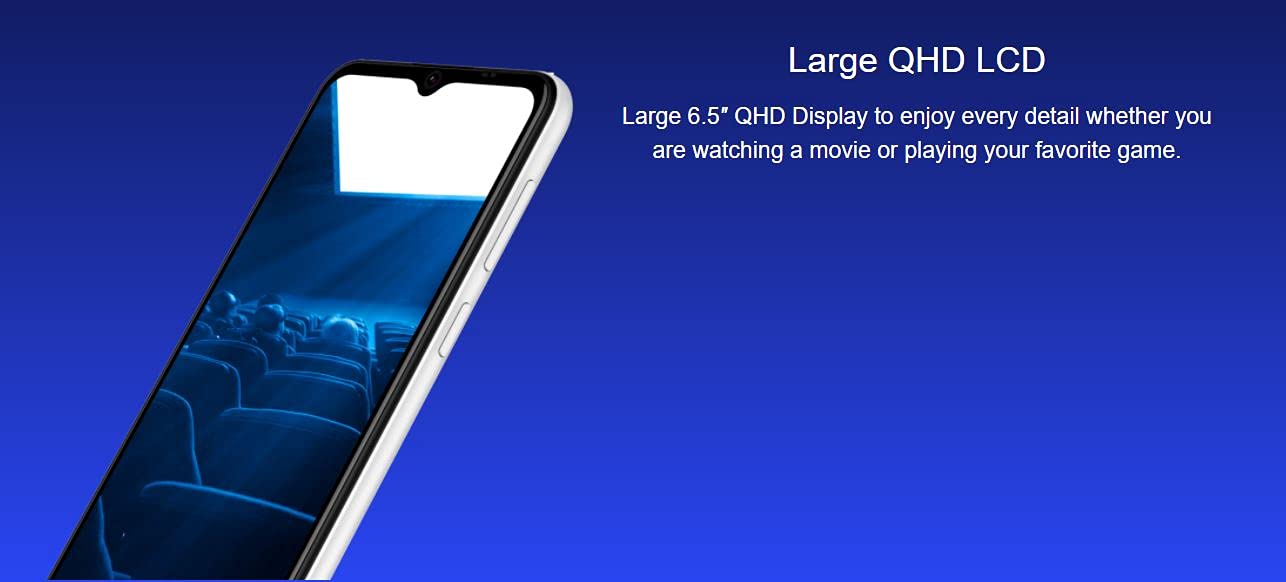 Large QHD LCD
Large 6.5″ QHD Display to enjoy every detail whether you
are watching a movie or playing your favorite game.